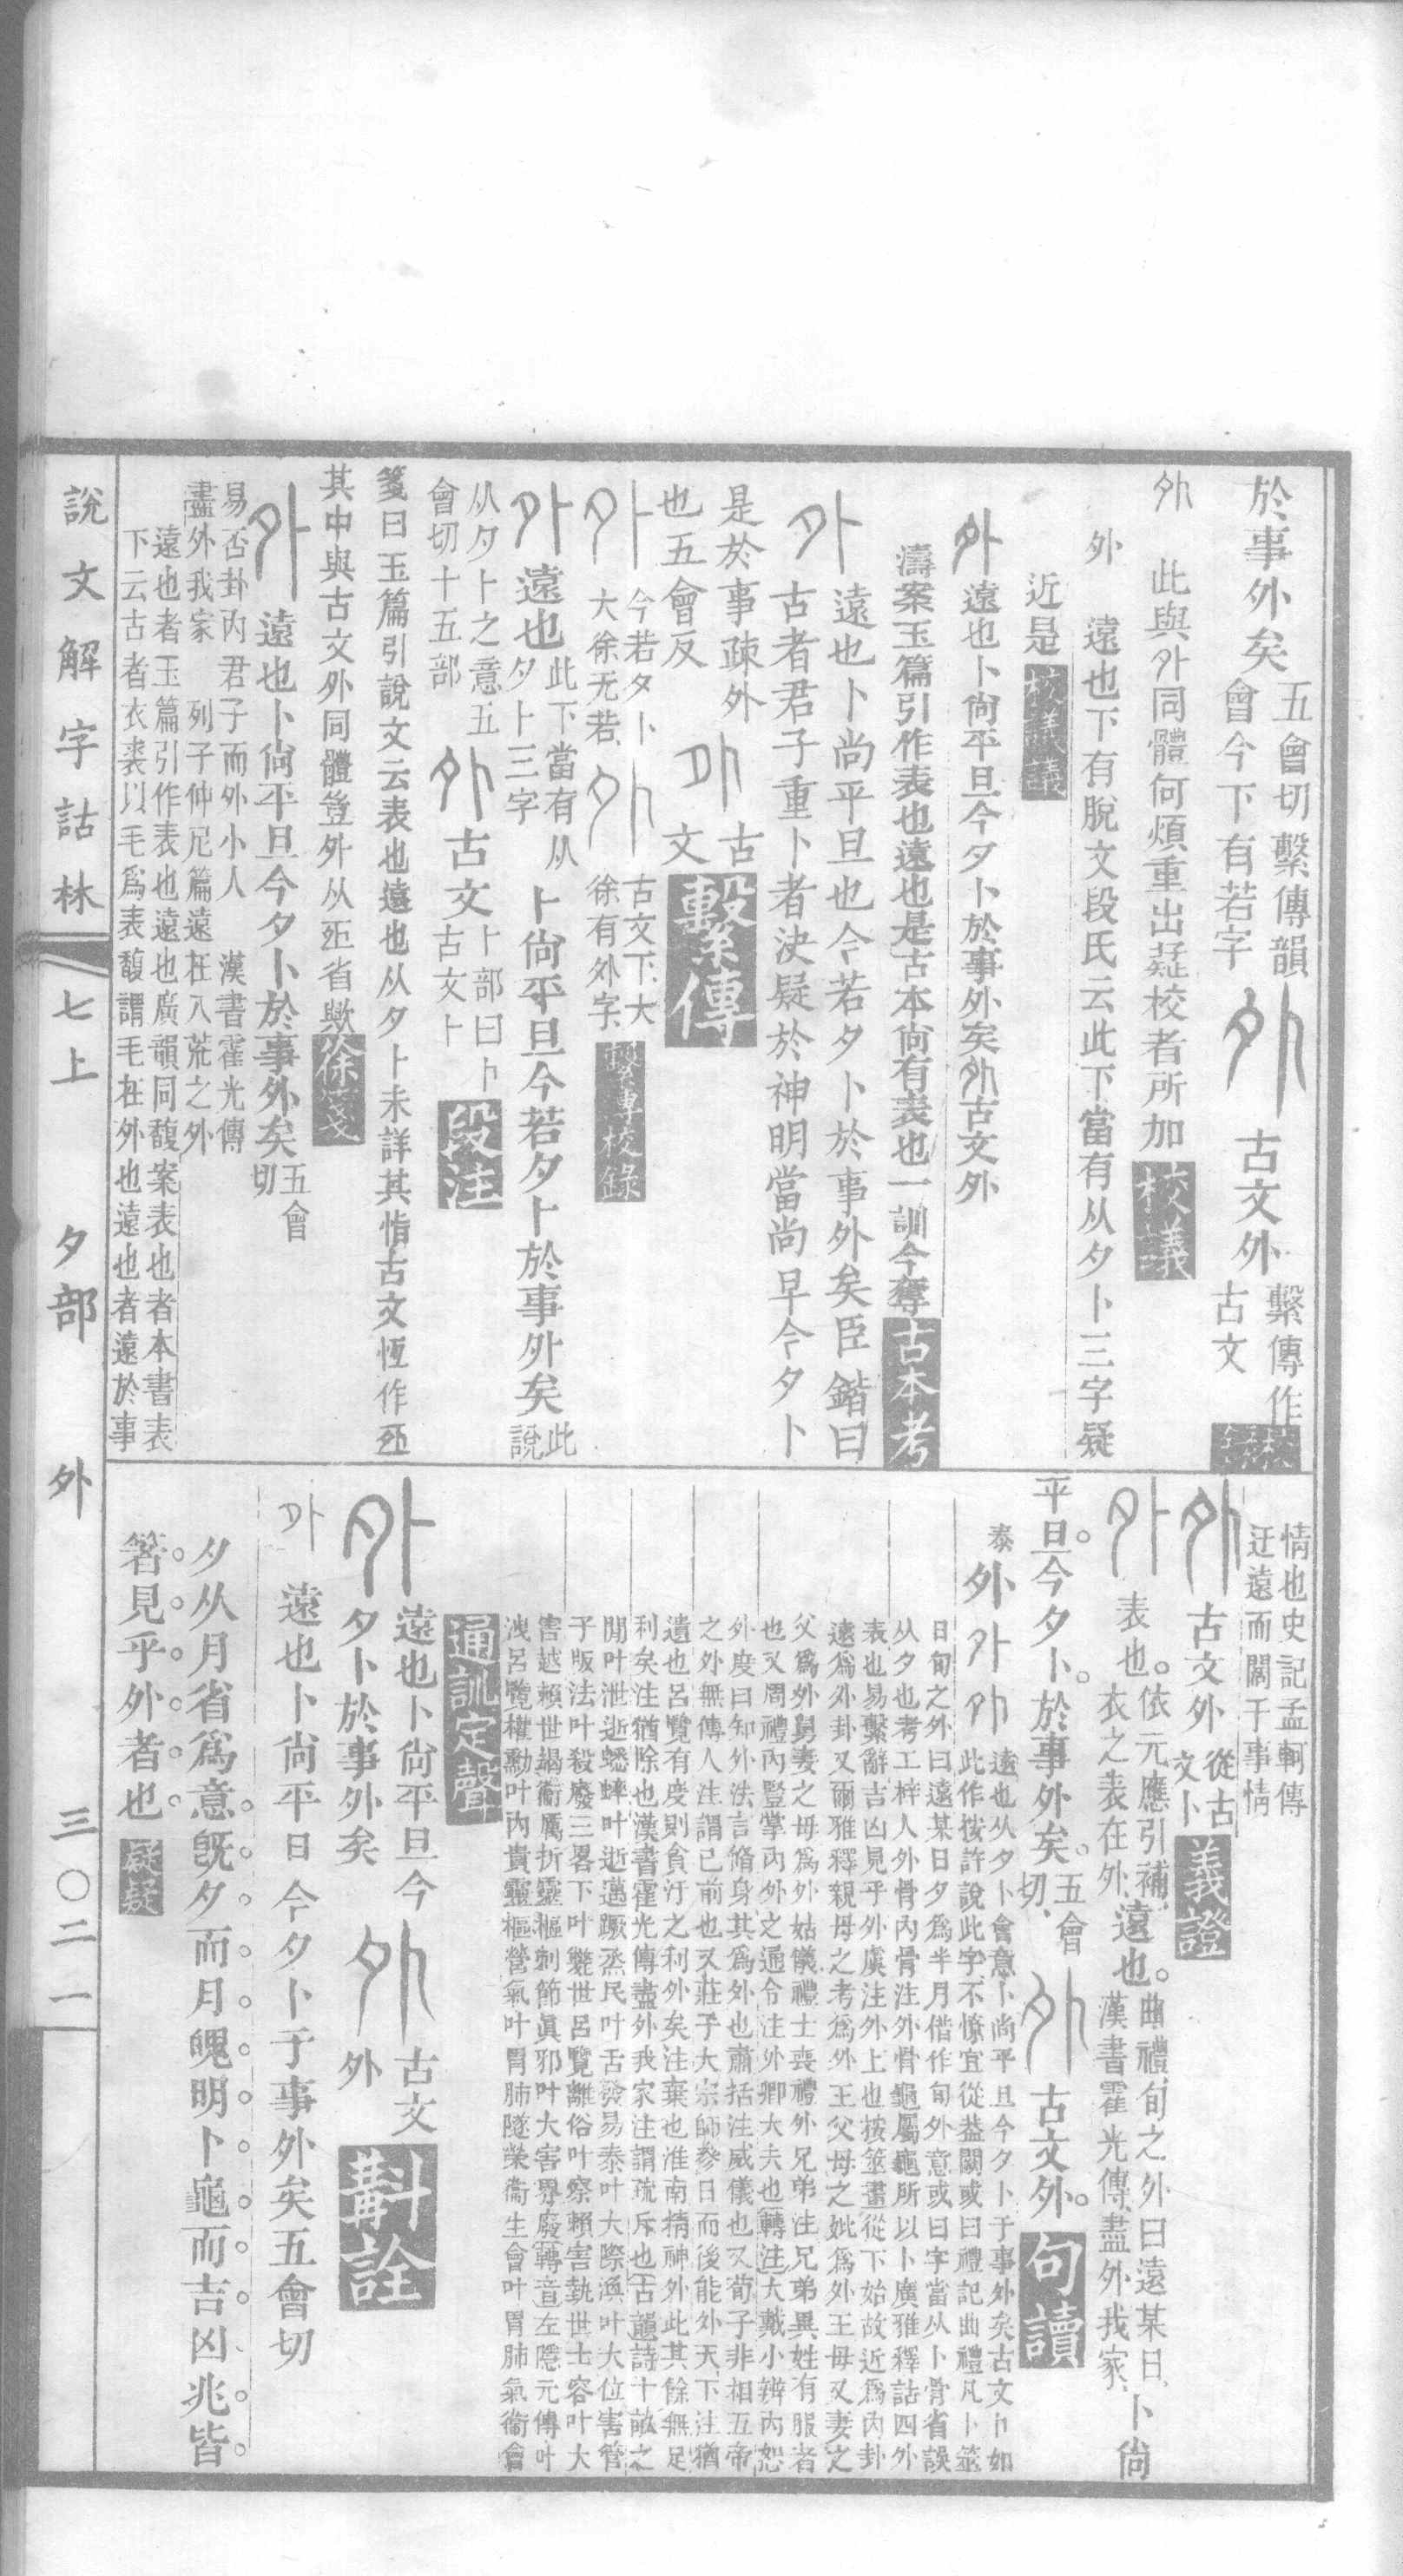 於事外矣五會切繫傳韻會今下有若字外古文外繫傳作古文
外此與外同體何煩重出疑校者所加校議
外遠也下有脫文段氏云此下當有从夕卜三字疑
近是校議議
外遠也卜尙平旦今夕卜於事外矣外古文外
濤案玉篇引作表也遠也是古本尙有表也一訓今奪古本考
外遠也卜尚平旦也今若夕卜於事外矣臣鍇曰
古者君子重卜者決疑於神明當尚早今夕卜
是於事疎外也五會反外古文繫傳
外今若夕卜大徐无若外古文下大徐有外字繫傳校錄
外遠也此下當有从夕卜三字卜尙平旦今若夕卜於事外矣此說
从夕卜之意五會切十五部外古文卜部曰卜古文卜段注
箋曰玉篇引說文云表也遠也从夕卜未詳其恉古文恆作
其中與古文外同體豈外从省歟徐箋
外遠也卜尙平旦今夕卜於事外矣五會切
易否卦內君子而外小人 漢書霍光傳
盡外我家 列子仲尼篇遠在八荒之外
遠也者玉篇引作表也遠也廣韻同馥案表也者本書表
下云古者衣裘以毛爲表馥謂毛在外也遠也者遠於事
情也史記孟軻傳
迂遠而闊于事情
外古文外從古文卜義證
外表也。依元應引補、衣之表在外、遠也。曲禮、旬之外曰遠某日、漢書霍光傳、盡外我家、卜尙
平旦。今夕卜。於事外矣。五會切、外古文外。句讀
泰外外外遠也从夕卜會意卜尚平旦今夕卜于事外矣古文卜如
此作按許說此字不憭宜從葢闕或曰禮記曲禮凡卜筮
日旬之外曰遠某日夕爲半月借作旬外意或曰字當从卜骨省誤
从夕也考工梓人外骨內骨注外骨龜屬龜所以卜廣雅釋詁四外
表也易繫辭吉凶見乎外虞注外上也按筮畫從下始故近爲內卦
遠爲外卦又爾雅釋親母之考爲外王父母之妣爲外王母又妻之
父爲外舅妻之母爲外姑儀禮士喪禮外兄弟注兄弟異姓有服者
也又周禮內豎掌內外之通令注外卿大夫也轉注大戴小辨內恕
外度曰知外法言脩身其爲外也肅括注威儀也又荀子非相五帝
之外無傳人注謂已前也又莊子大宗師參日而後能外天下注猶
遺也呂覽有度則貪汙之利外矣注棄也淮南精神外此其餘無足
利矣注猶除也漢書霍光傳盡外我家注謂疏斥也古韻詩十畝之
閒叶泄逝蟋蟀叶逝邁蹶烝民叶舌發易泰叶大際渙叶大位害管
子版法叶殺廢三畧下叶斃世呂覽離俗叶察賴害埶世士容叶大
害越賴世竭衞厲折靈樞刺節眞邪叶大害界廢轉音左隱元傳叶
洩呂覽權勳叶內貴靈樞營氣叶胃肺隧榮衞生會叶胃肺氣衞會
通訓定聲
外遠也卜尙平旦今夕卜於事外矣外古文外斠詮
外遠也卜尙平日今夕卜于事外矣五會切
夕从月省爲意。旣夕。而月。魄明。卜龜。而吉。凶兆。皆。
箸。見。乎。外。者也。疑疑
說文解字詁林 七上 夕部 外 三〇二一